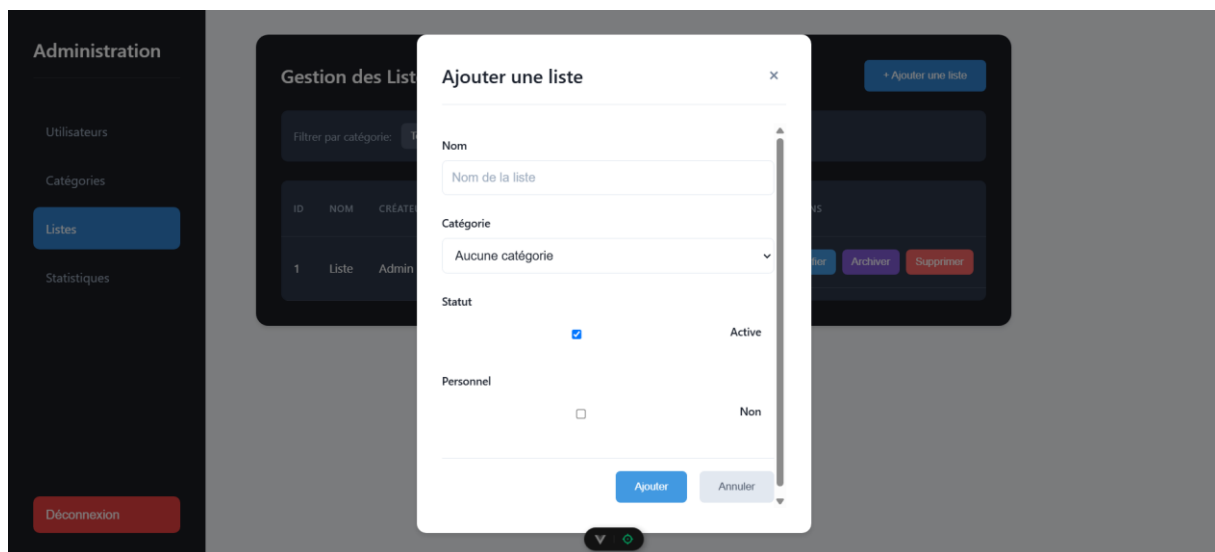 Administration
Utilisateurs
Catégories
Listes
Statistiques
Déconnexion
Gestion des List
+ Ajouter une liste
Filtrer par catégorie:
ID NOM CRÉATE
1 Liste Admin
Archiver Supprimer
Ajouter une liste ×
Nom
Nom de la liste
Catégorie
Aucune catégorie
Statut
Active
Personnel
Non
Ajouter Annuler